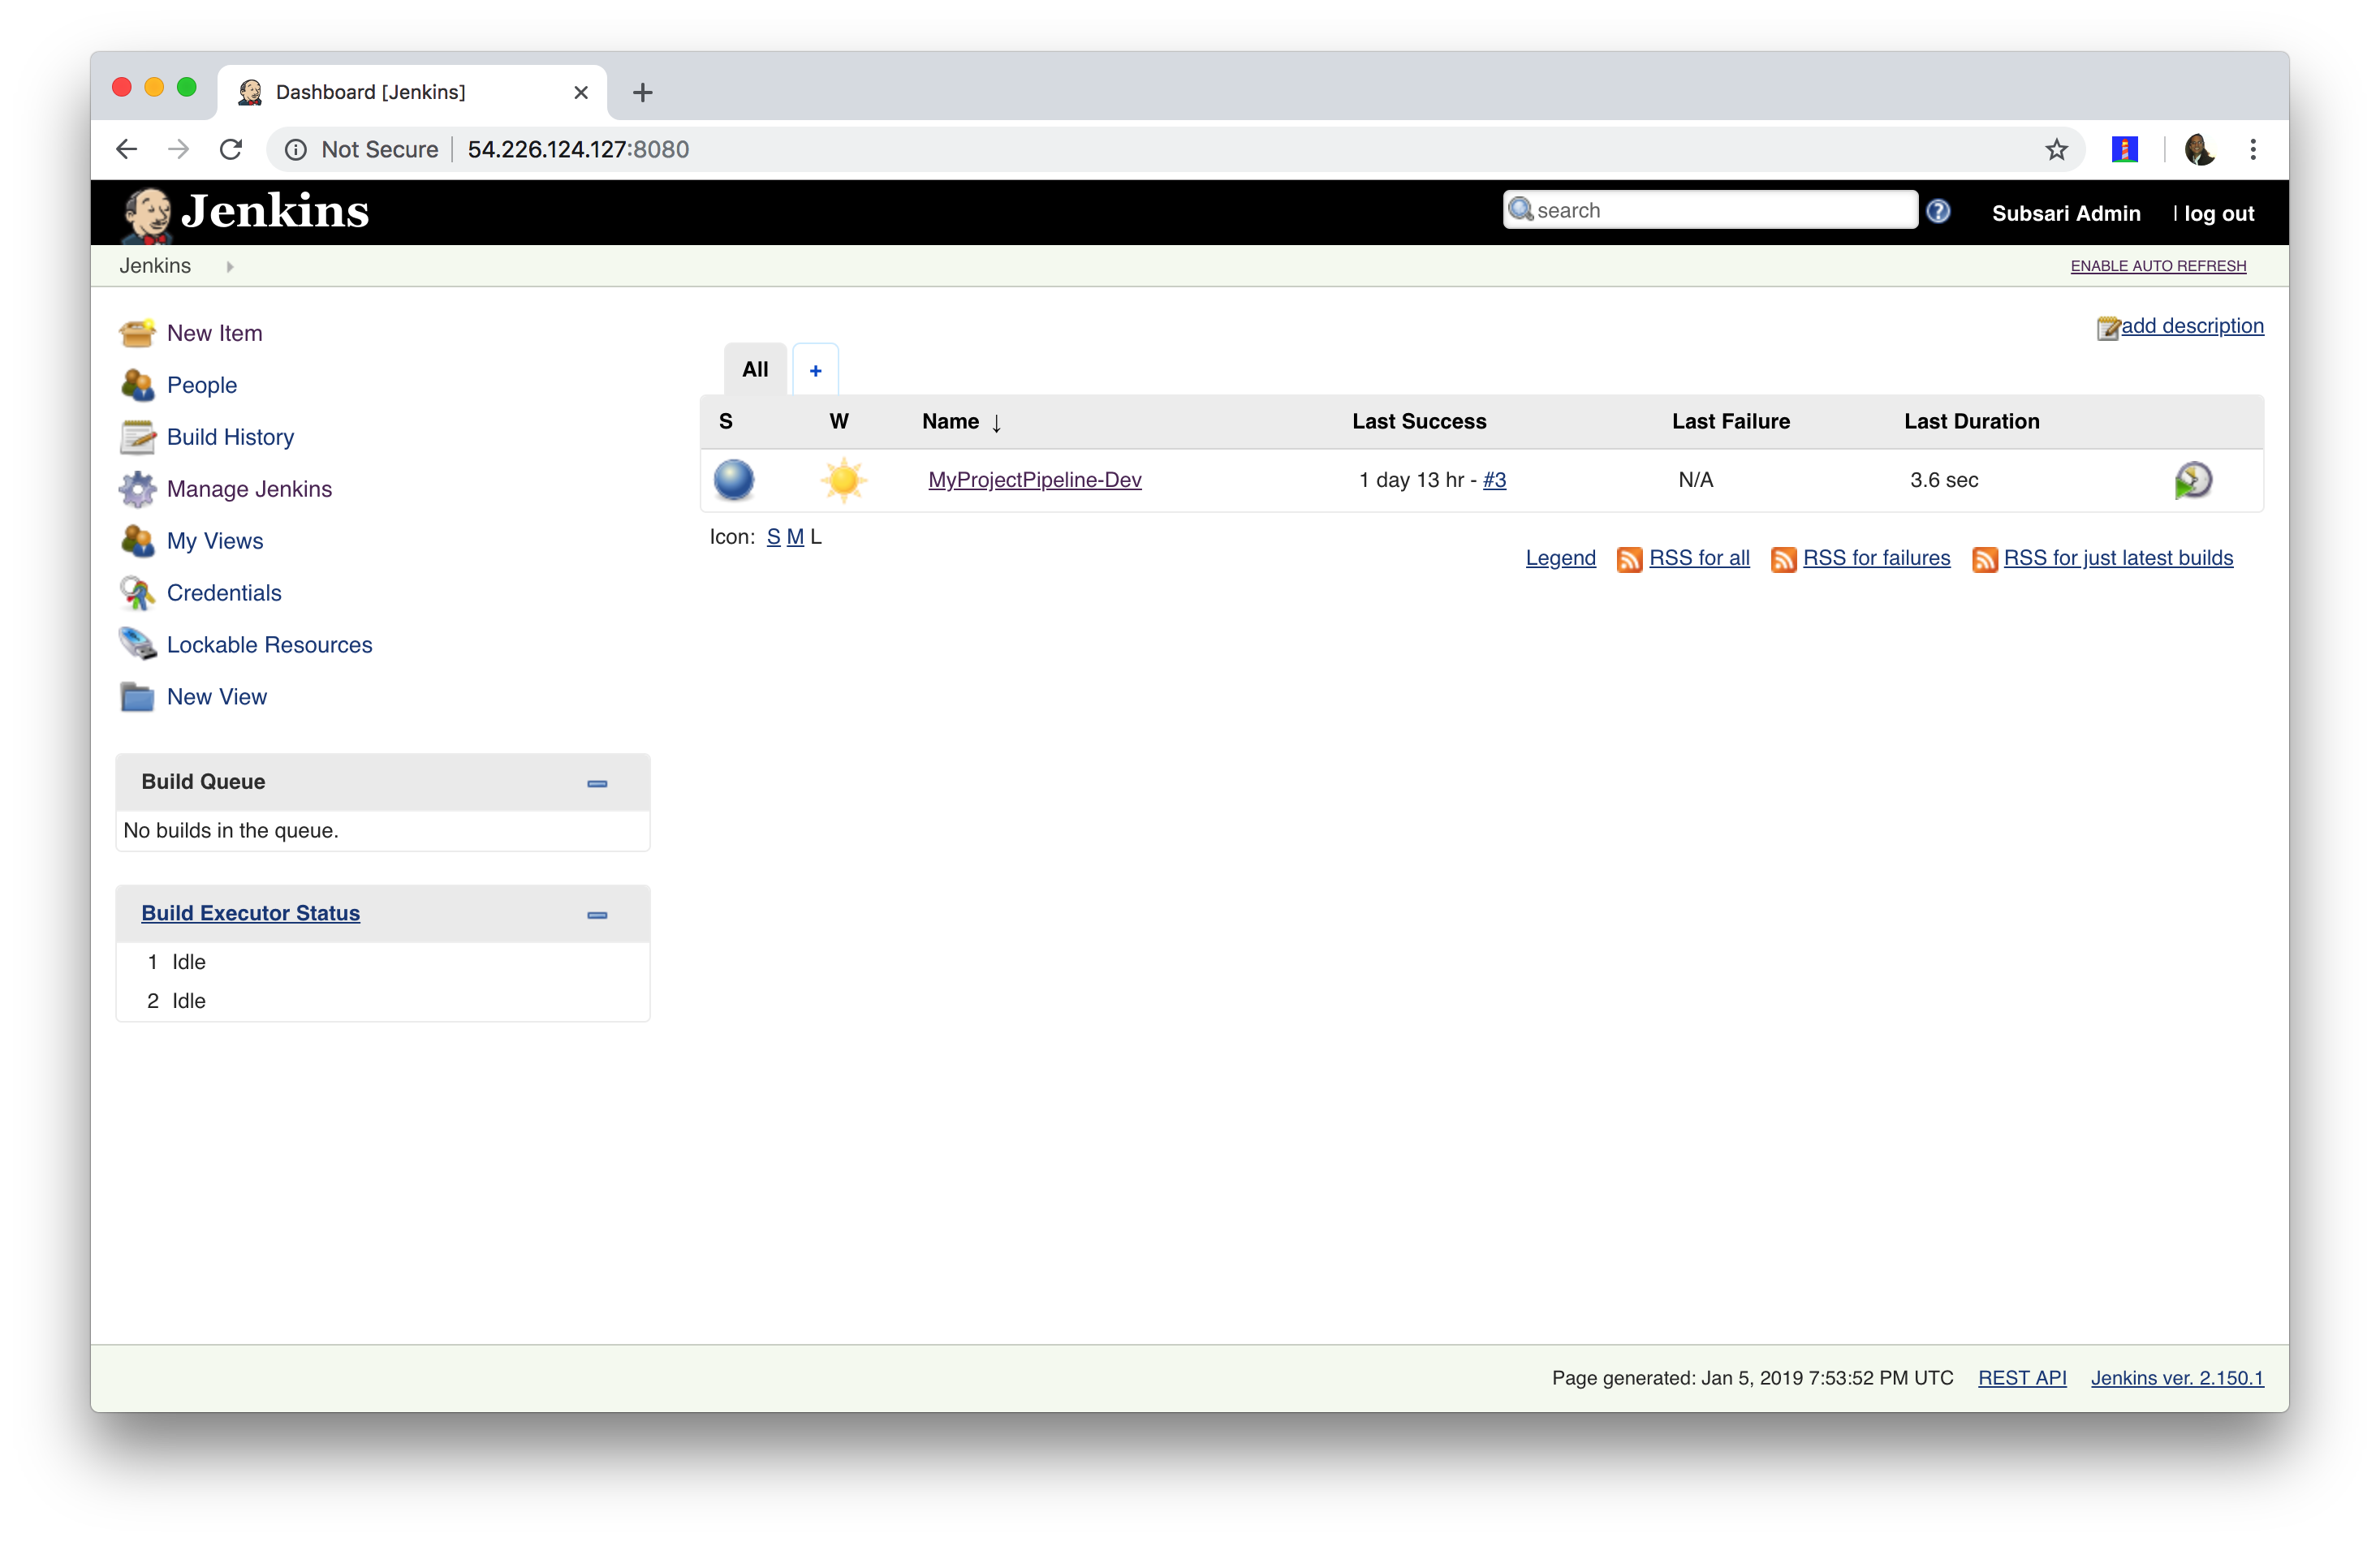 Dashboard [Jenkins]
Not Secure 54.226.124.127:8080
Jenkins
search
Subsari Admin | log out
Jenkins
ENABLE AUTO REFRESH
New Item
People
Build History
Manage Jenkins
My Views
Credentials
Lockable Resources
New View
Build Queue
No builds in the queue.
Build Executor Status
1 Idle
2 Idle
add description
All +
S W Name ↓ Last Success Last Failure Last Duration
MyProjectPipeline-Dev 1 day 13 hr - #3 N/A 3.6 sec
Icon: S M L
Legend RSS for all RSS for failures RSS for just latest builds
Page generated: Jan 5, 2019 7:53:52 PM UTC REST API Jenkins ver. 2.150.1